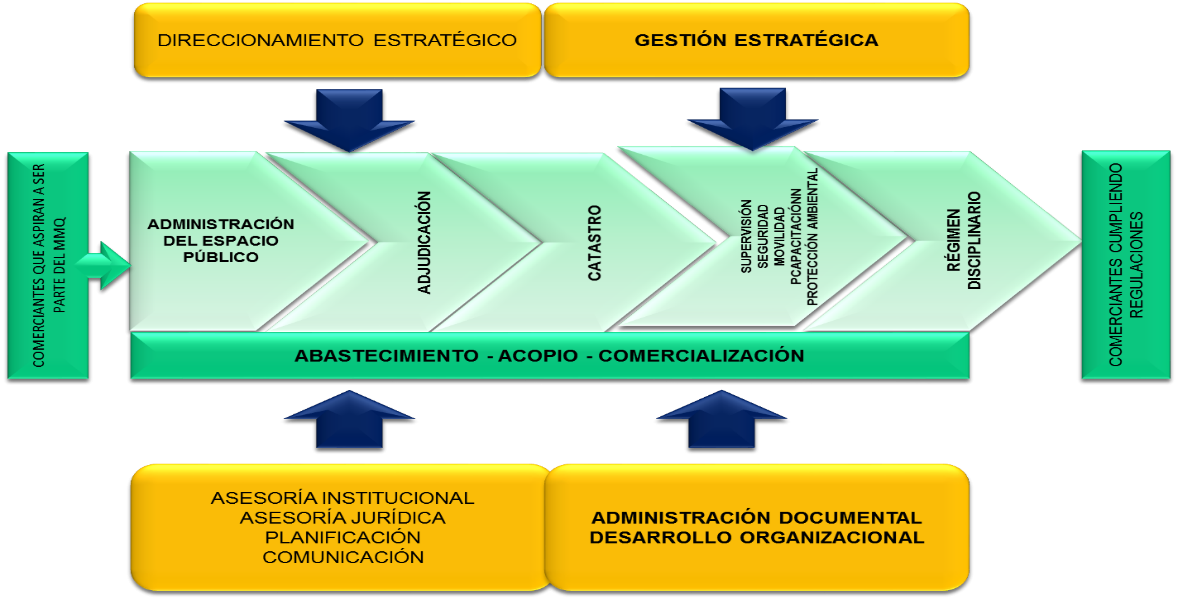 DIRECCIONAMIENTO ESTRATÉGICO
GESTIÓN ESTRATÉGICA
COMERCIANTES QUE ASPIRAN A SER
PARTE DEL MMQ
ADMINISTRACIÓN
DEL ESPACIO
PÚBLICO
ADJUDICACIÓN
CATASTRO
SUPERVISIÓN
SEGURIDAD
MOVILIDAD
PCAPACITACIÓNN
PROTECCIÓN AMBIENTAL
RÉGIMEN
DISCIPLINARIO
COMERCIANTES CUMPLIENDO
REGULACIONES
ABASTECIMIENTO - ACOPIO - COMERCIALIZACIÓN
ASESORÍA INSTITUCIONAL
ASESORÍA JURÍDICA
PLANIFICACIÓN
COMUNICACIÓN
ADMINISTRACIÓN DOCUMENTAL
DESARROLLO ORGANIZACIONAL